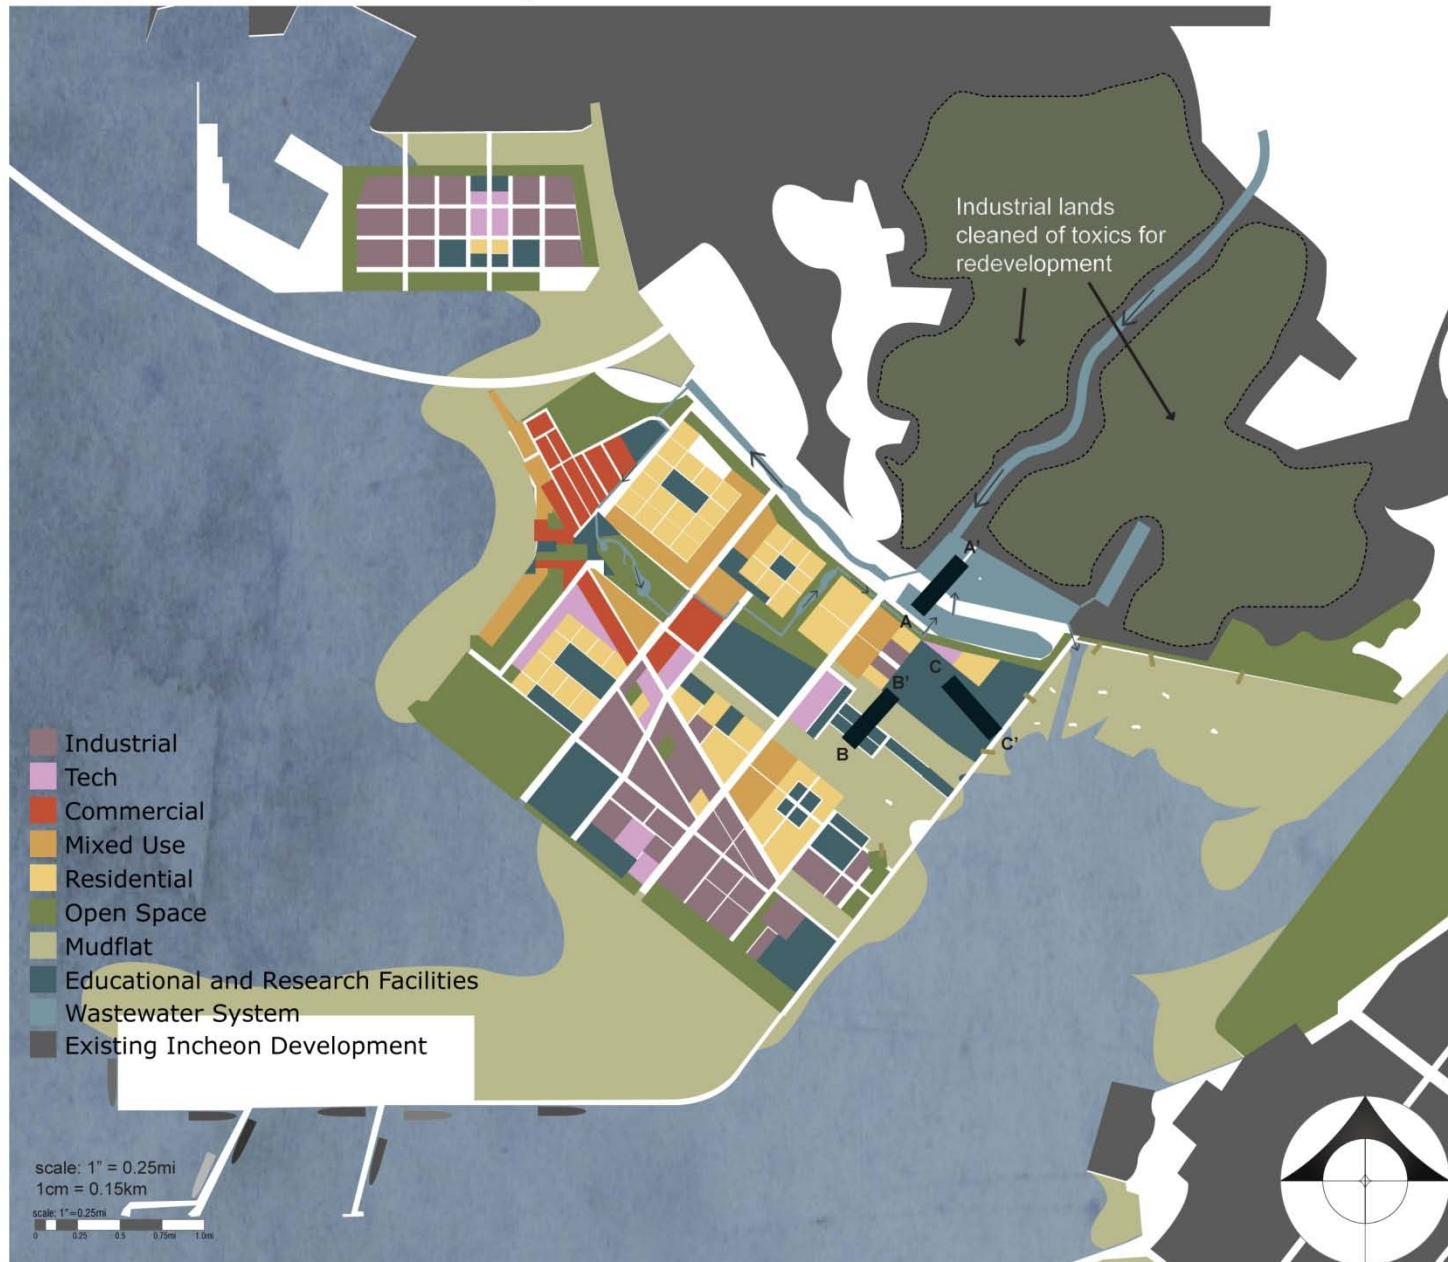 Industrial lands
cleaned of toxics for
redevelopment
A'
A
C
B'
B
C'
Industrial
Tech
Commercial
Mixed Use
Residential
Open Space
Mudflat
Educational and Research Facilities
Wastewater System
Existing Incheon Development
scale: 1" = 0.25mi
1cm = 0.15km
scale: 1"=0.25mi
0 0.25 0.5 0.75mi 1.0mi